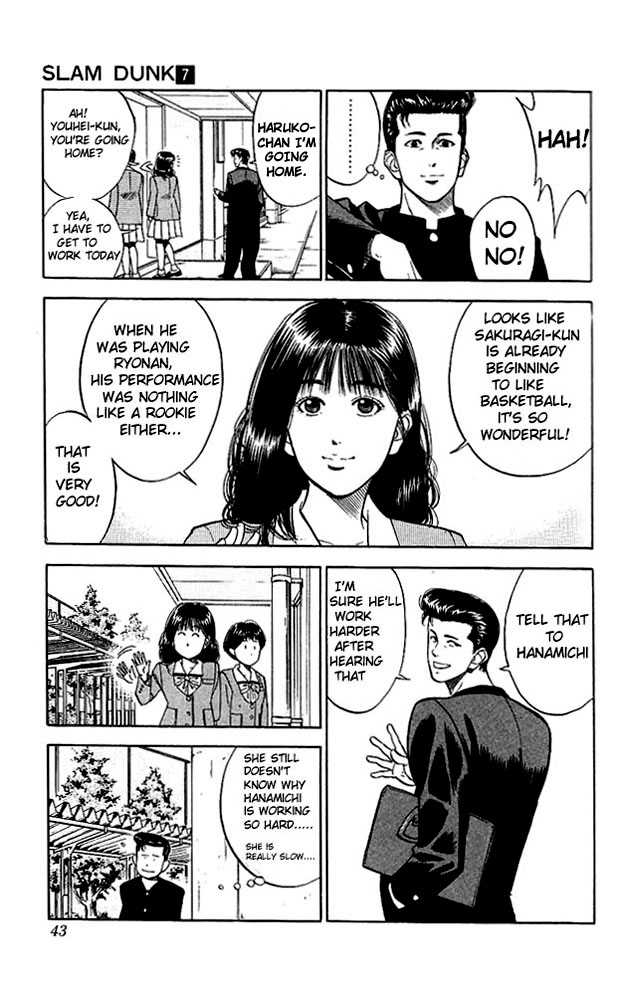 SLAM DUNK 7
HAH!
NO
NO!
HARUKO-
CHAN I'M
GOING
HOME.
AH!
YOUHEI-KUN,
YOU'RE GOING
HOME?
YEA,
I HAVE TO
GET TO
WORK TODAY
LOOKS LIKE
SAKURAGI-KUN
IS ALREADY
BEGINNING
TO LIKE
BASKETBALL,
IT'S SO
WONDERFUL!
WHEN HE
WAS PLAYING
RYONAN,
HIS PERFORMANCE
WAS NOTHING
LIKE A ROOKIE
EITHER...
THAT
IS
VERY
GOOD!
TELL THAT
TO
HANAMICHI
I'M
SURE HE'LL
WORK
HARDER
AFTER
HEARING
THAT
SHE STILL
DOESN'T
KNOW WHY
HANAMICHI
IS WORKING
SO HARD.....
SHE IS
REALLY SLOW....
43